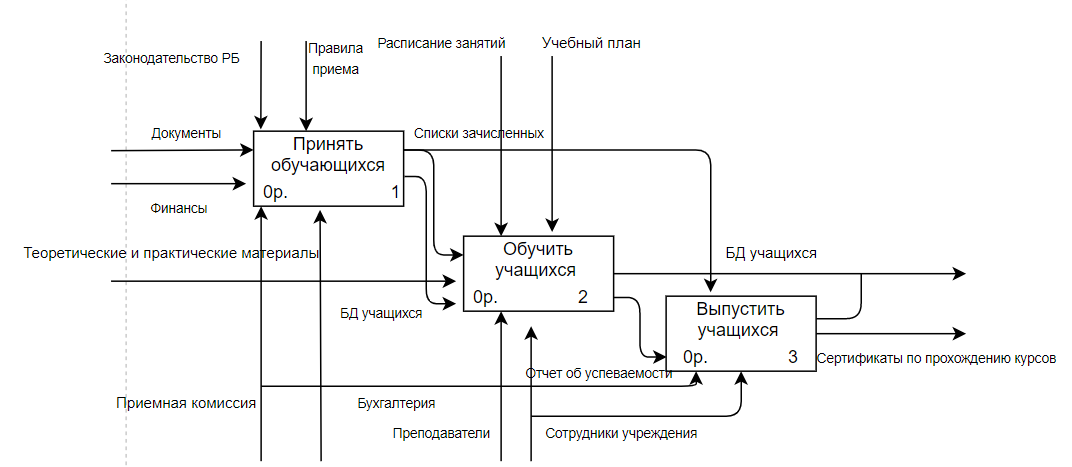 Расписание занятий
Учебный план
Законодательство РБ
Правила
приема
Документы
Списки зачисленных
Принять
обучающихся
0р.
1
Финансы
Теоретические и практические материалы
Обучить
учащихся
0р.
2
БД учащихся
БД учащихся
Выпустить
учащихся
0р.
3
Сертификаты по прохождению курсов
Отчет об успеваемости
Приемная комиссия
Бухгалтерия
Преподаватели
Сотрудники учреждения